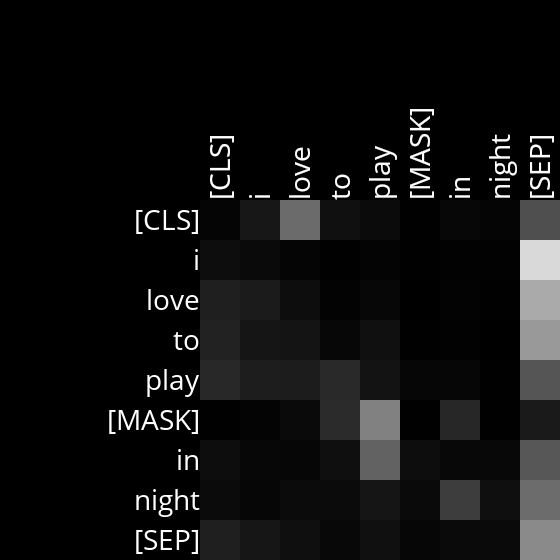 [CLS] i love to play [MASK] in night [SEP]
[CLS]
i
love
to
play
[MASK]
in
night
[SEP]